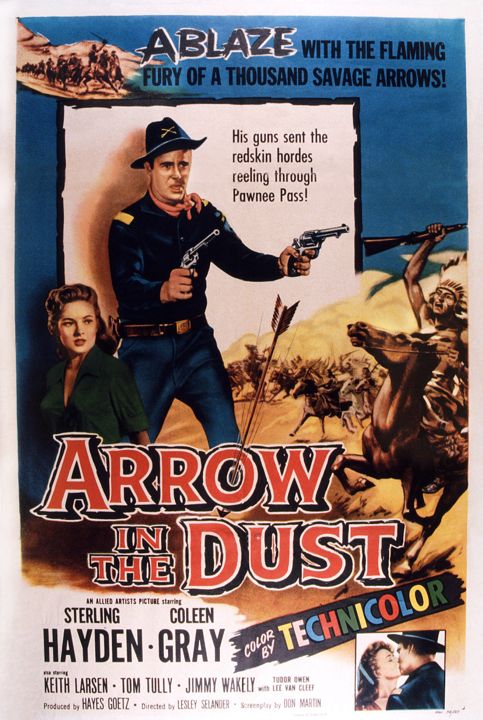 ABLAZE WITH THE FLAMING
FURY OF A THOUSAND SAVAGE ARROWS!
His guns sent the
redskin hordes
reeling through
Pawnee Pass!
ARROW
IN
THE DUST
AN ALLIED ARTISTS PICTURE starring
STERLING COLEEN
HAYDEN · GRAY
COLOR BY TECHNICOLOR
also starring
KEITH LARSEN · TOM TULLY · JIMMY WAKELY with TUDOR OWEN
LEE VAN CLEEF
Produced by HAYES GOETZ · Directed by LESLEY SELANDER · Screenplay by DON MARTIN